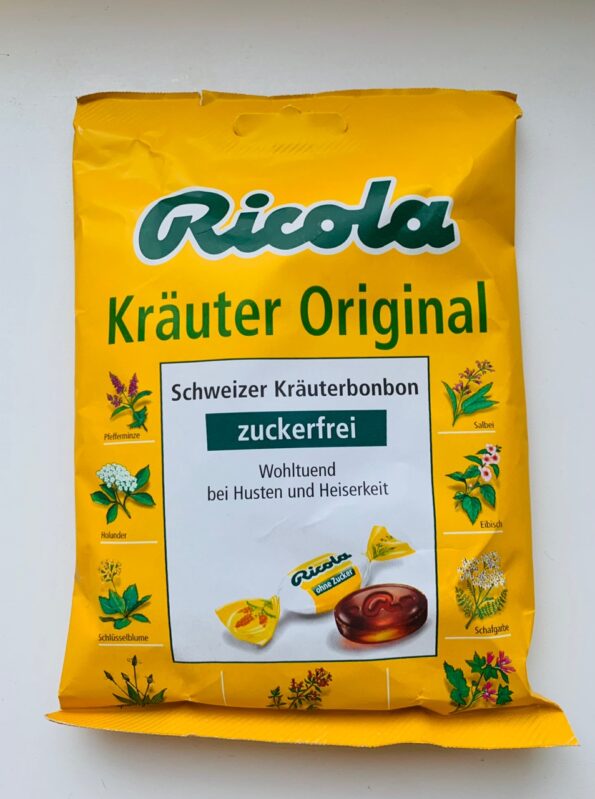 Ricola
Kräuter Original
Schweizer Kräuterbonbon
zuckerfrei
Wohltuend
bei Husten und Heiserkeit
Pfefferminze
Holunder
Schlüsselblume
Salbei
Eibisch
Schafgarbe
Ricola
ohne Zucker